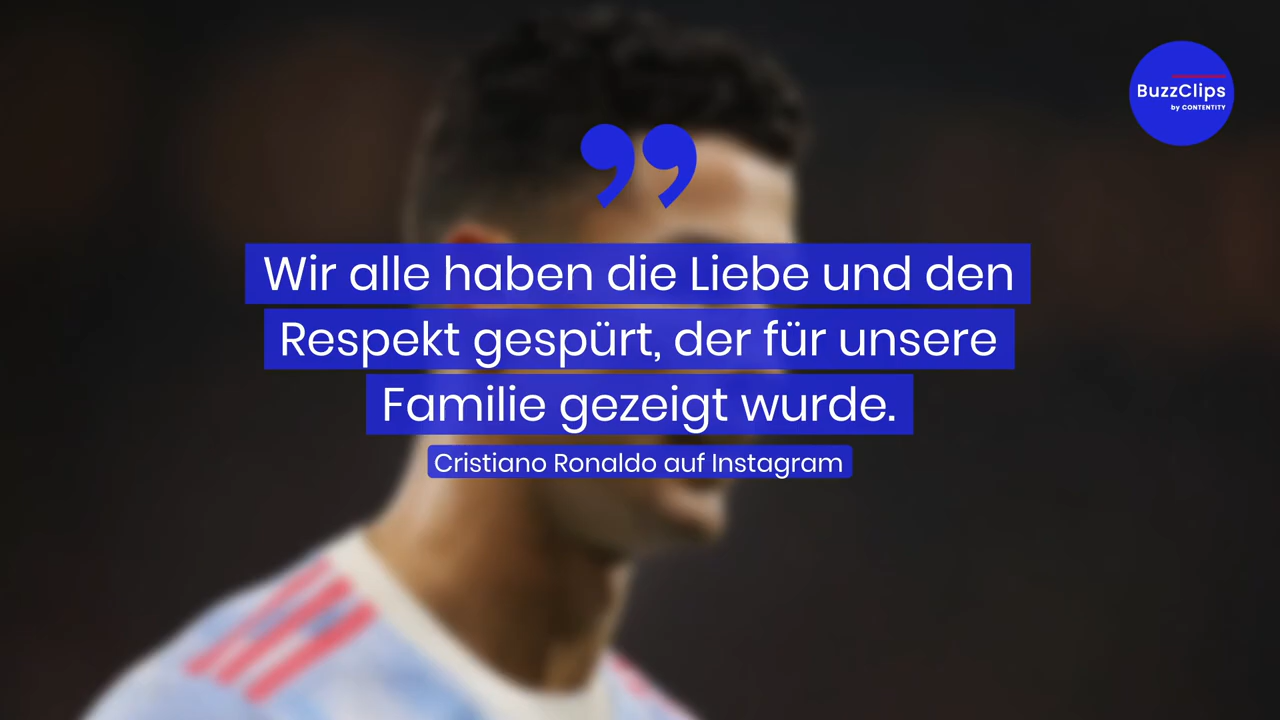 BuzzClips
by CONTENTITY
”
Wir alle haben die Liebe und den
Respekt gespürt, der für unsere
Familie gezeigt wurde.
Cristiano Ronaldo auf Instagram